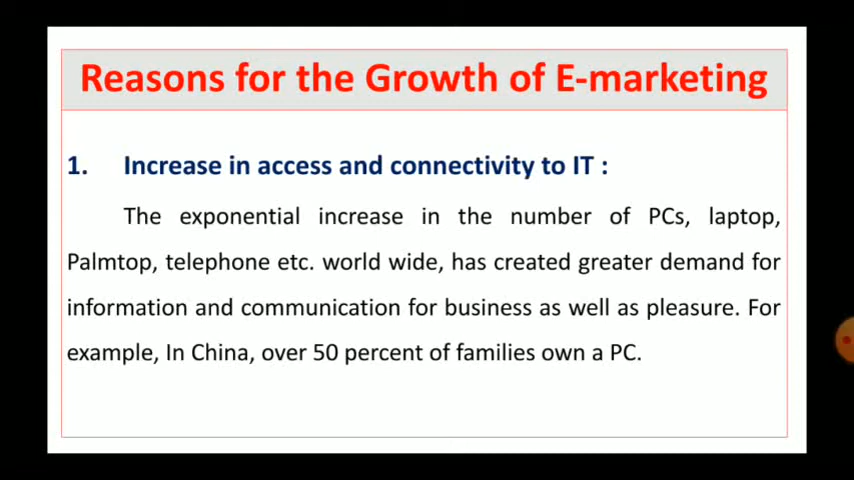 Reasons for the Growth of E-marketing
1. Increase in access and connectivity to IT :
The exponential increase in the number of PCs, laptop,
Palmtop, telephone etc. world wide, has created greater demand for
information and communication for business as well as pleasure. For
example, In China, over 50 percent of families own a PC.